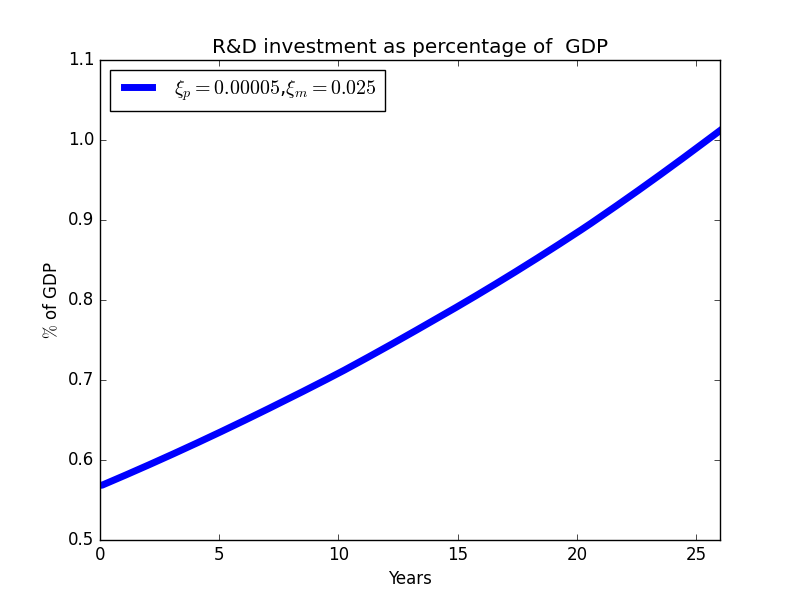 R&D investment as percentage of  GDP
ξp = 0.00005,ξm = 0.025
% of GDP
1.1
1.0
0.9
0.8
0.7
0.6
0.5
0 5 10 15 20 25
Years